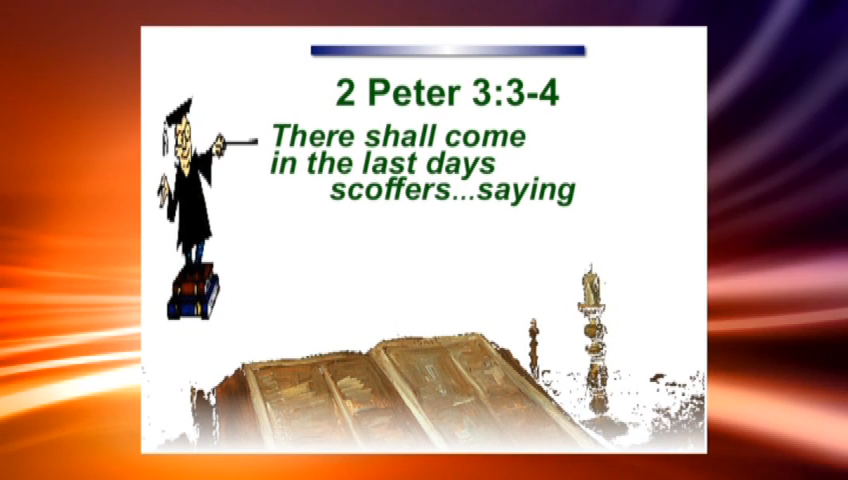 2 Peter 3:3-4
There shall come
in the last days
scoffers...saying